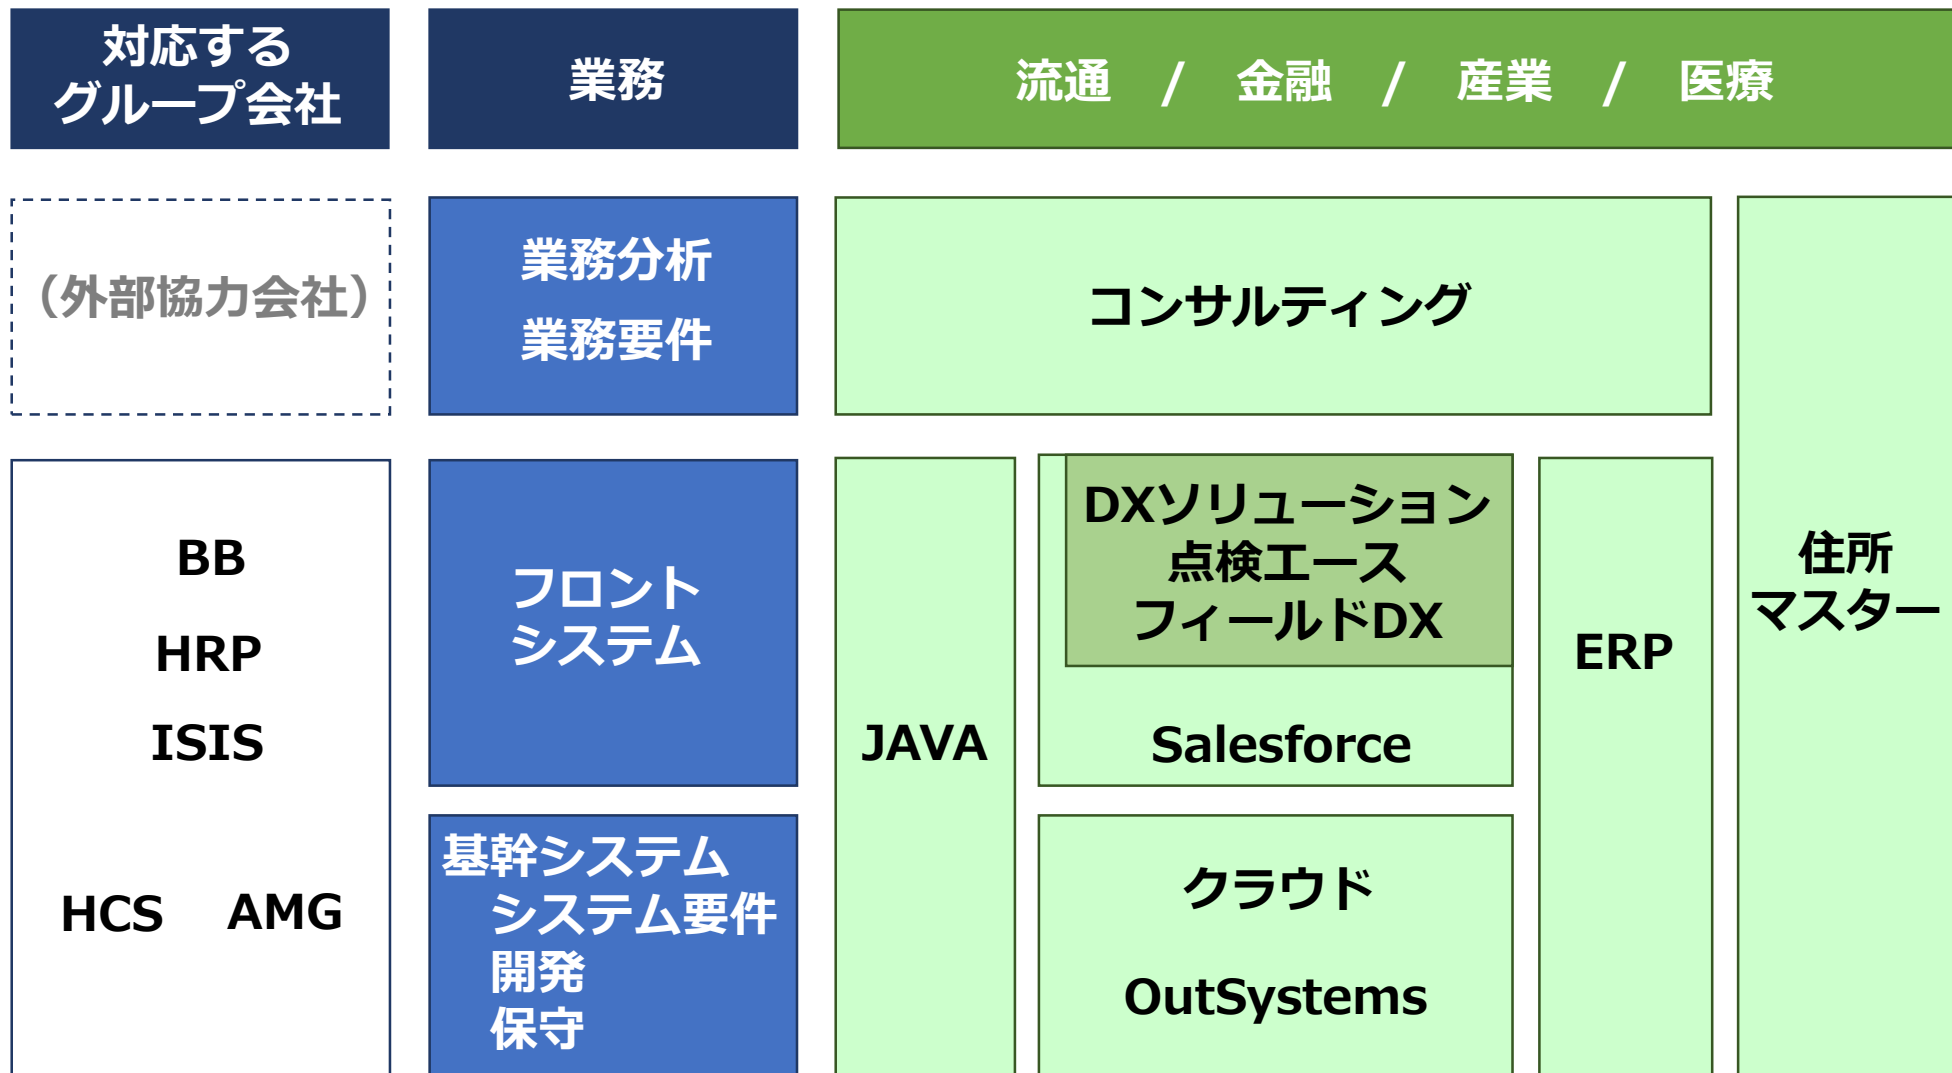 対応する
グループ会社
業務
流通 / 金融 / 産業 / 医療
（外部協力会社）
業務分析
業務要件
コンサルティング
BB
HRP
ISIS
HCS AMG
フロント
システム
基幹システム
システム要件
開発
保守
JAVA
DXソリューション
点検エース
フィールドDX
Salesforce
クラウド
OutSystems
ERP
住所
マスター